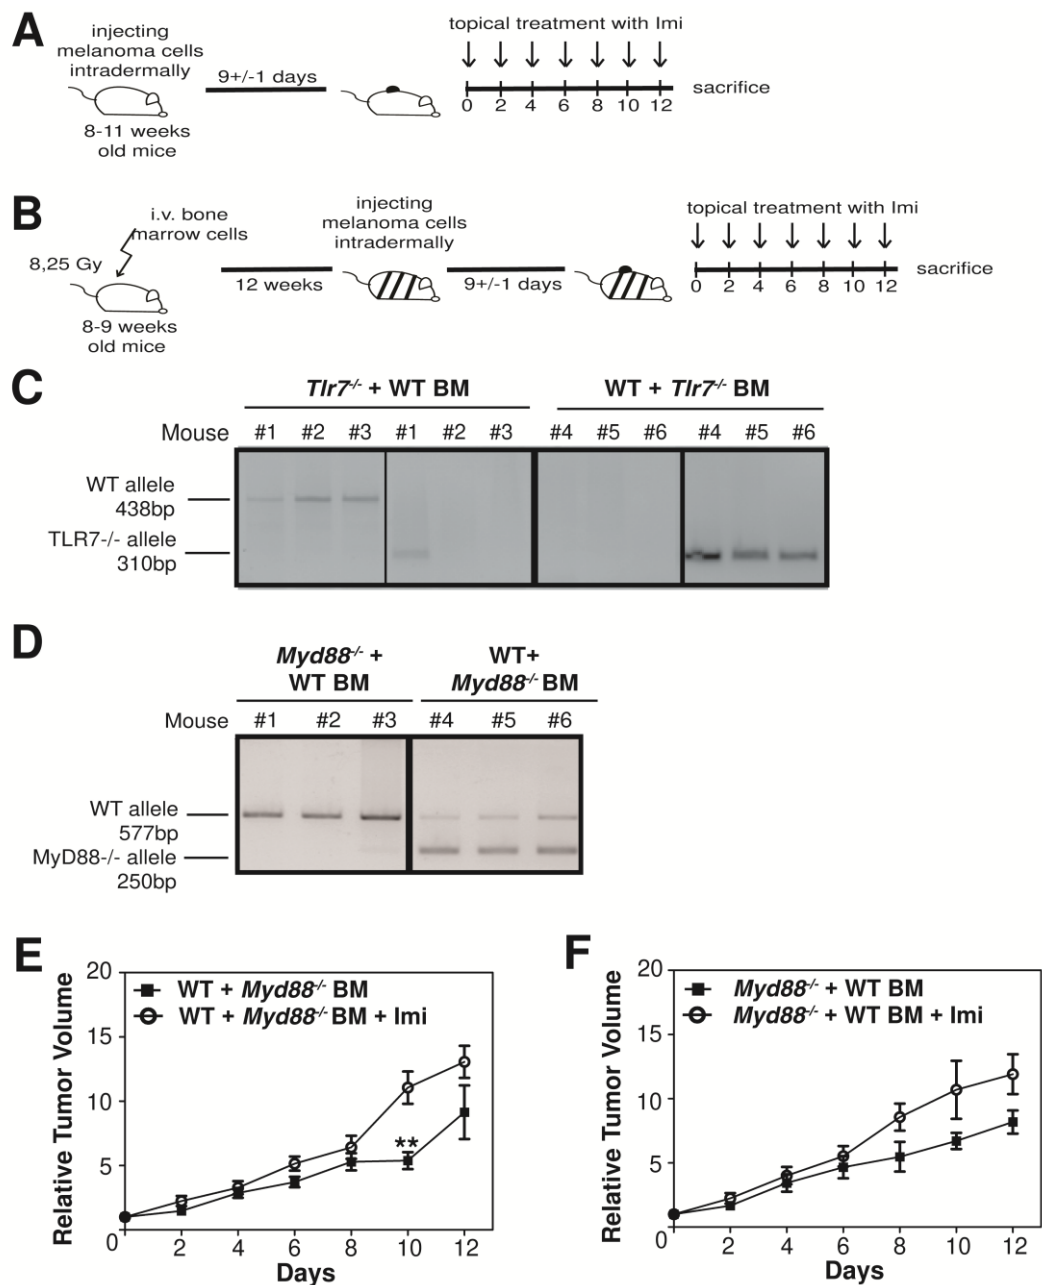 A
injecting
melanoma cells
intradermally
9+/-1 days
8-11 weeks
old mice
topical treatment with Imi
0 2 4 6 8 10 12
sacrifice
B
i.v. bone
marrow cells
8,25 Gy
8-9 weeks
old mice
12 weeks
injecting
melanoma cells
intradermally
9+/-1 days
topical treatment with Imi
0 2 4 6 8 10 12
sacrifice
C
Tlr7-/- + WT BM
WT + Tlr7-/- BM
Mouse #1 #2 #3 #1 #2 #3 #4 #5 #6 #4 #5 #6
WT allele
438bp
TLR7-/- allele
310bp
D
Myd88-/- +
WT BM
WT+
Myd88-/- BM
Mouse #1 #2 #3 #4 #5 #6
WT allele
577bp
MyD88-/- allele
250bp
E
Relative Tumor Volume
20
15
10
5
0 2 4 6 8 10 12
Days
WT + Myd88-/- BM
WT + Myd88-/- BM + Imi
**
F
Relative Tumor Volume
20
15
10
5
0 2 4 6 8 10 12
Days
Myd88-/- + WT BM
Myd88-/- + WT BM + Imi